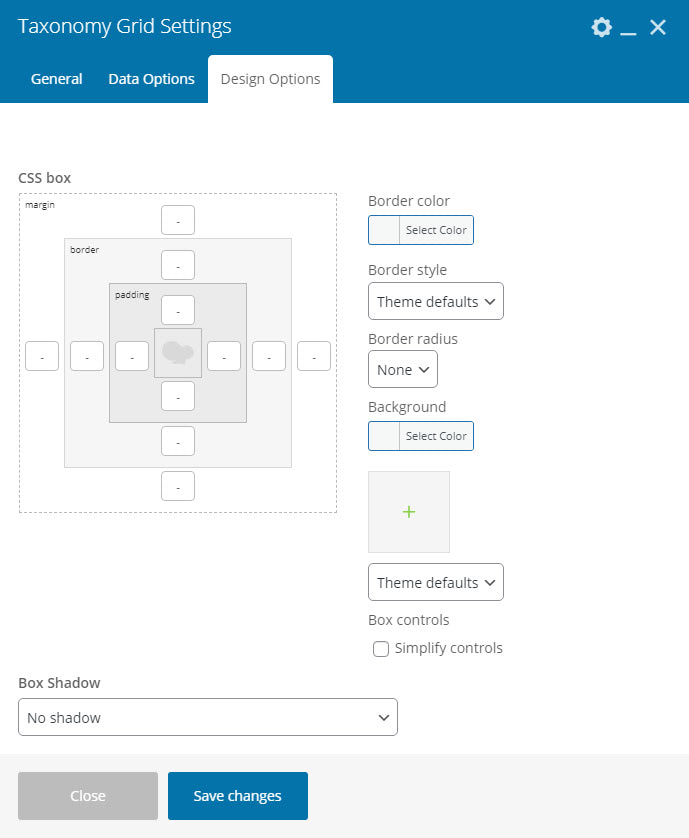 Taxonomy Grid Settings
General Data Options Design Options
CSS box
margin
-
border
-
padding
-
- - - - - -
-
-
-
Border color
Select Color
Border style
Theme defaults
Border radius
None
Background
Select Color
+
Theme defaults
Box controls
Simplify controls
Box Shadow
No shadow
Close Save changes